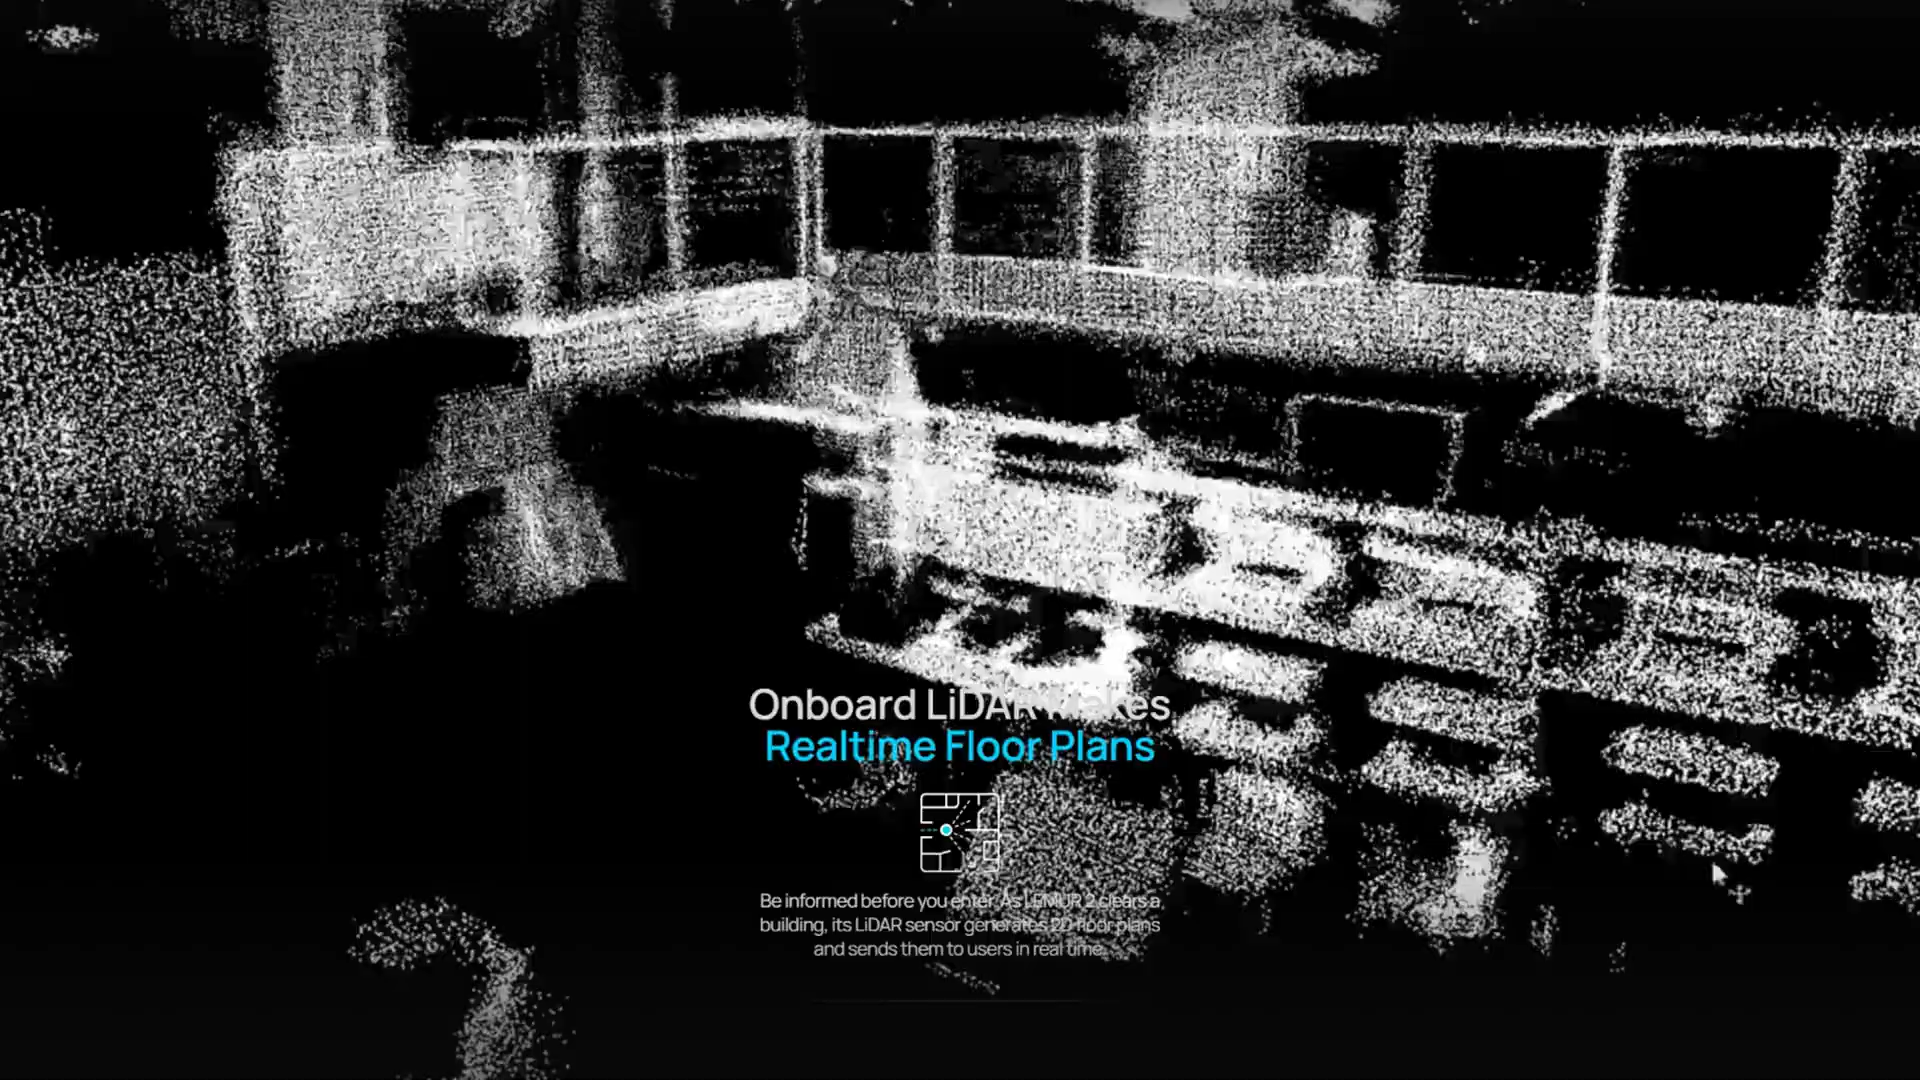 Onboard LiDAR Makes
Realtime Floor Plans
Be informed before you enter. As LEMUR 2 clears a
building, its LiDAR sensor generates 2D floor plans
and sends them to users in real time.